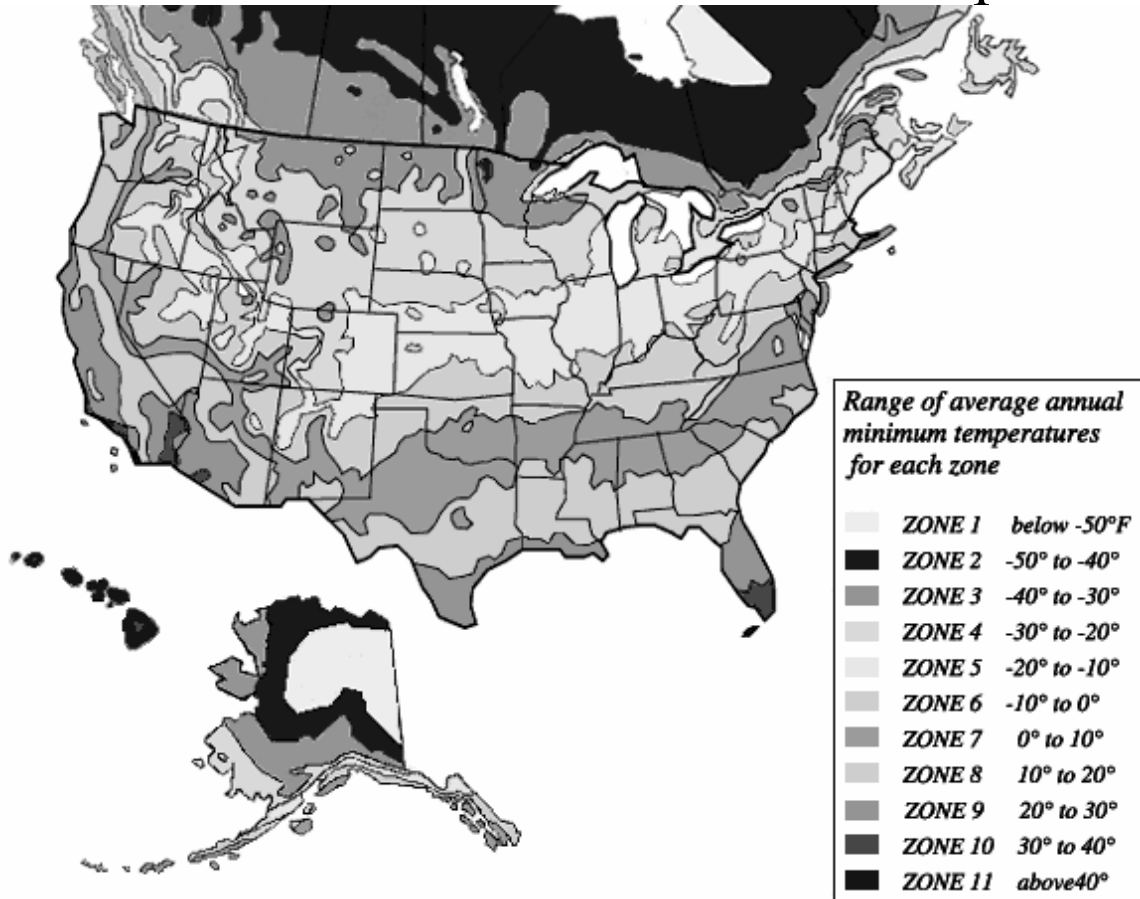 Range of average annual
minimum temperatures
for each zone
ZONE 1 below -50°F
ZONE 2 -50° to -40°
ZONE 3 -40° to -30°
ZONE 4 -30° to -20°
ZONE 5 -20° to -10°
ZONE 6 -10° to 0°
ZONE 7 0° to 10°
ZONE 8 10° to 20°
ZONE 9 20° to 30°
ZONE 10 30° to 40°
ZONE 11 above40°